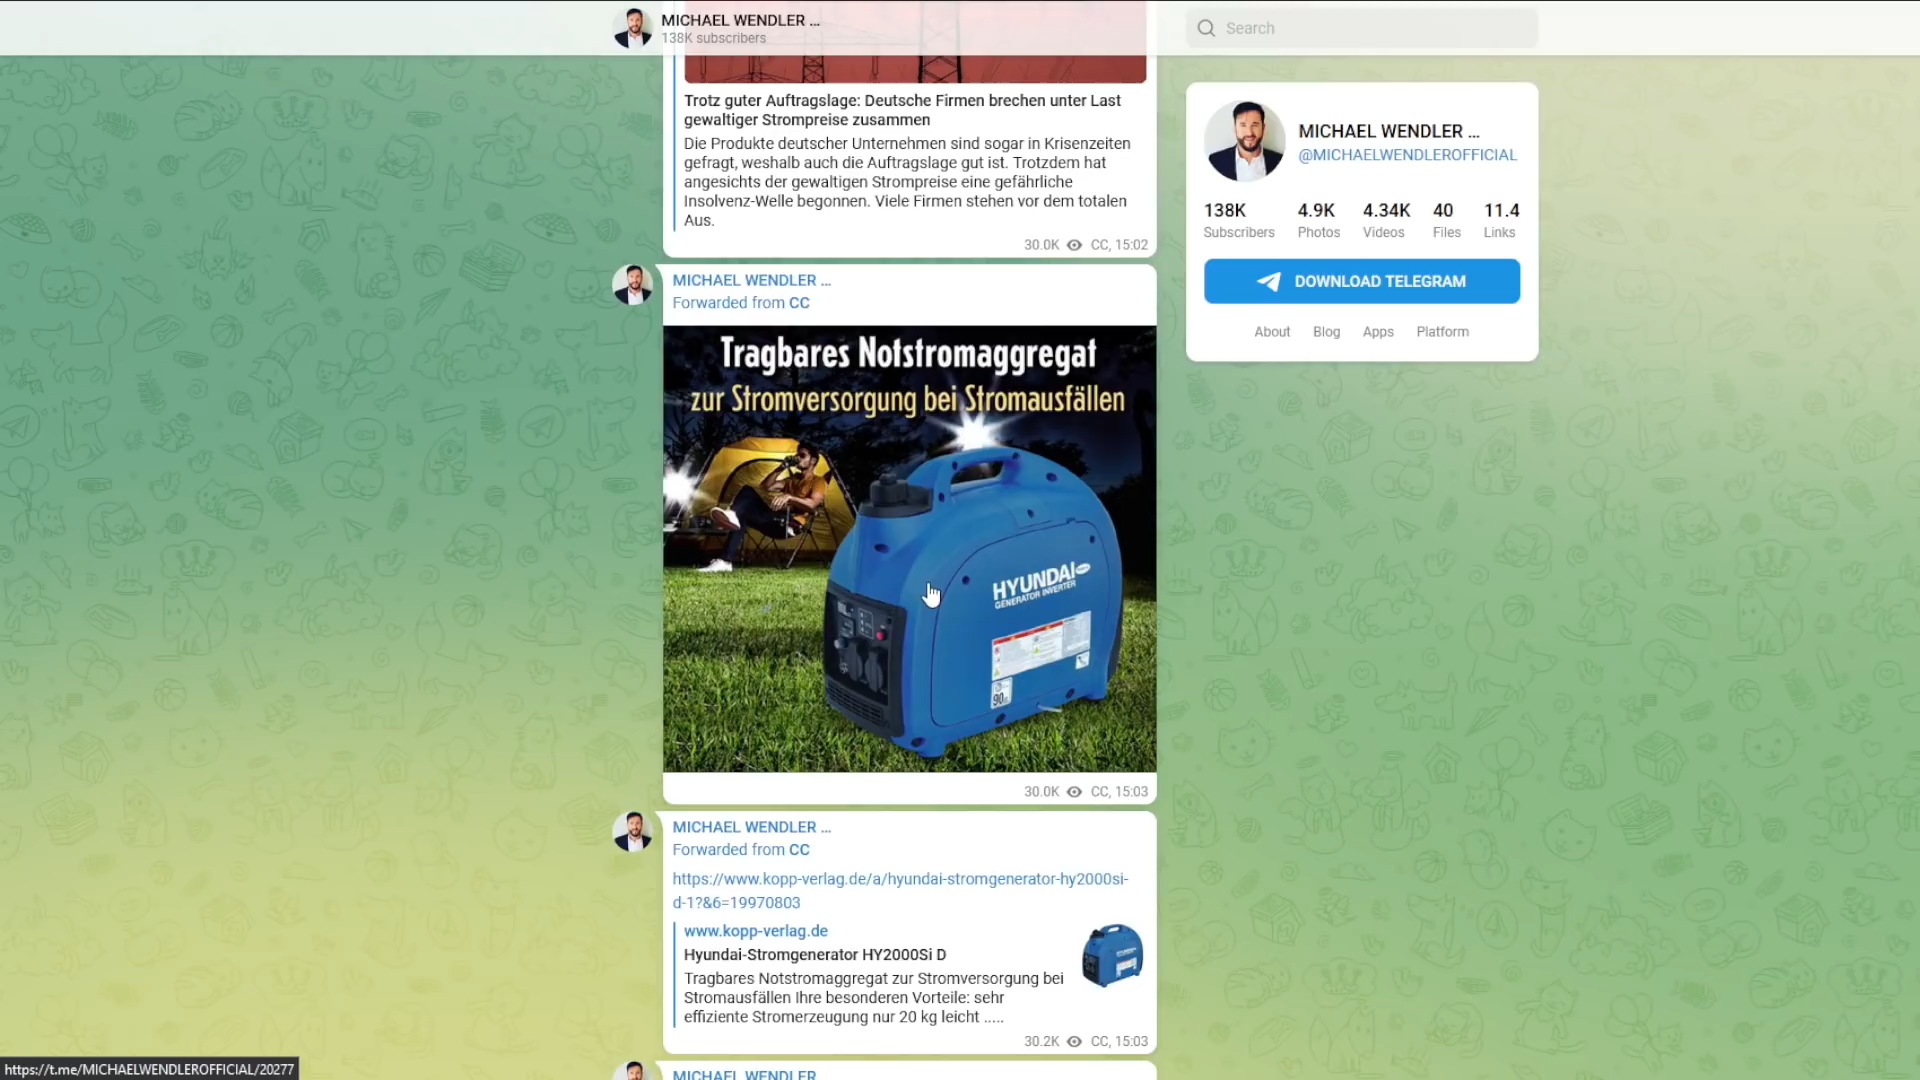 MICHAEL WENDLER ...
138K subscribers
Search
Trotz guter Auftragslage: Deutsche Firmen brechen unter Last
gewaltiger Strompreise zusammen
Die Produkte deutscher Unternehmen sind sogar in Krisenzeiten
gefragt, weshalb auch die Auftragslage gut ist. Trotzdem hat
angesichts der gewaltigen Strompreise eine gefährliche
Insolvenz-Welle begonnen. Viele Firmen stehen vor dem totalen
Aus.
30.0K CC, 15:02
MICHAEL WENDLER ...
@MICHAELWENDLEROFFICIAL
138K 4.9K 4.34K 40 11.4
Subscribers Photos Videos Files Links
DOWNLOAD TELEGRAM
About Blog Apps Platform
MICHAEL WENDLER ...
Forwarded from CC
Tragbares Notstromaggregat
zur Stromversorgung bei Stromausfällen
HYUNDAI
GENERATOR INVERTER
90
30.0K CC, 15:03
MICHAEL WENDLER ...
Forwarded from CC
https://www.kopp-verlag.de/a/hyundai-stromgenerator-hy2000si-
d-1?&6=19970803
www.kopp-verlag.de
Hyundai-Stromgenerator HY2000Si D
Tragbares Notstromaggregat zur Stromversorgung bei
Stromausfällen Ihre besonderen Vorteile: sehr
effiziente Stromerzeugung nur 20 kg leicht .....
30.2K CC, 15:03
MICHAEL WENDLER
https://t.me/MICHAELWENDLEROFFICIAL/20277